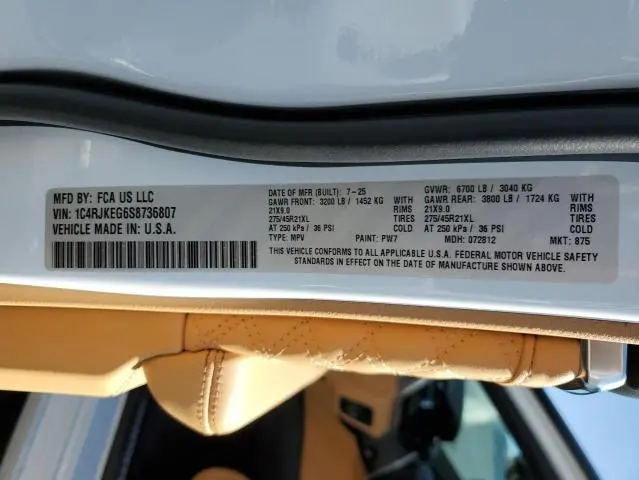 MFD BY: FCA US LLC
VIN: 1C4RJKEG6S8736807
VEHICLE MADE IN: U.S.A.
DATE OF MFR (BUILT): 7-25 GVWR: 6700 LB / 3040 KG
GAWR FRONT: 3200 LB / 1452 KG GAWR REAR: 3800 LB / 1724 KG
21X9.0 RIMS 21X9.0 RIMS
275/45R21XL TIRES 275/45R21XL TIRES
AT 250 kPa / 36 PSI COLD AT 250 kPa / 36 PSI COLD
TYPE: MPV PAINT: PW7 MDH: 072812 MKT: 875
THIS VEHICLE CONFORMS TO ALL APPLICABLE U.S.A. FEDERAL MOTOR VEHICLE SAFETY
STANDARDS IN EFFECT ON THE DATE OF MANUFACTURE SHOWN ABOVE.